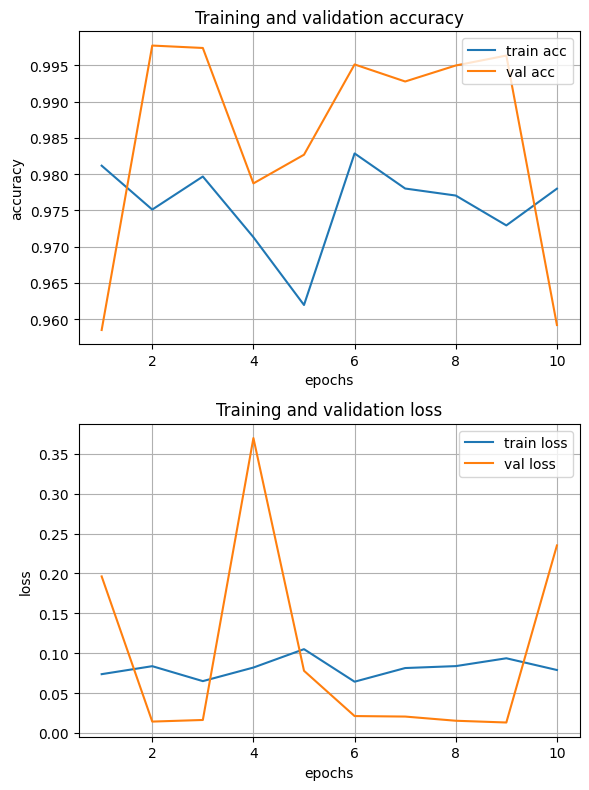 Training and validation accuracy
train acc
val acc
0.995
0.990
0.985
0.980
0.975
0.970
0.965
0.960
accuracy
2 4 6 8 10
epochs
Training and validation loss
train loss
val loss
0.35
0.30
0.25
0.20
0.15
0.10
0.05
0.00
loss
2 4 6 8 10
epochs